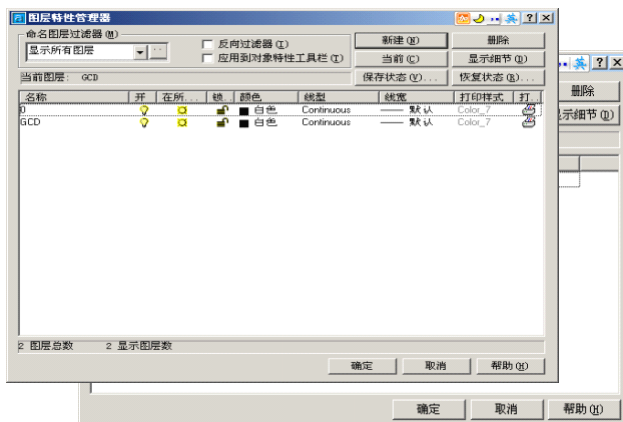 图层特性管理器
英
命名图层过滤器(M)
显示所有图层
反向过滤器(I)
应用到对象特性工具栏(T)
新建(N)
删除
当前(C)
显示细节(D)
保存状态(V)...
恢复状态(R)...
当前图层: GCD
名称 开 在所... 锁.. 颜色 线型 线宽 打印样式 打..
0 白色 Continuous 默认 Color_7
GCD 白色 Continuous 默认 Color_7
2 图层总数 2 显示图层数
确定 取消 帮助(H)
英
删除
显示细节(D)
确定 取消 帮助(H)